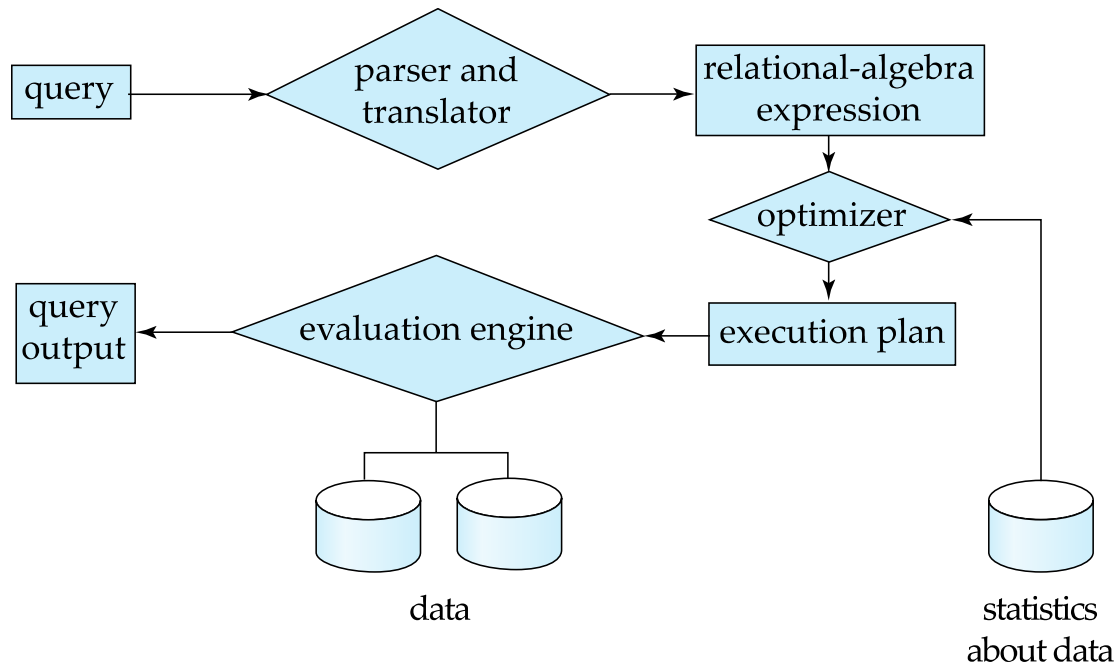 query
parser and
translator
relational-algebra
expression
optimizer
query
output
evaluation engine
execution plan
data
statistics
about data